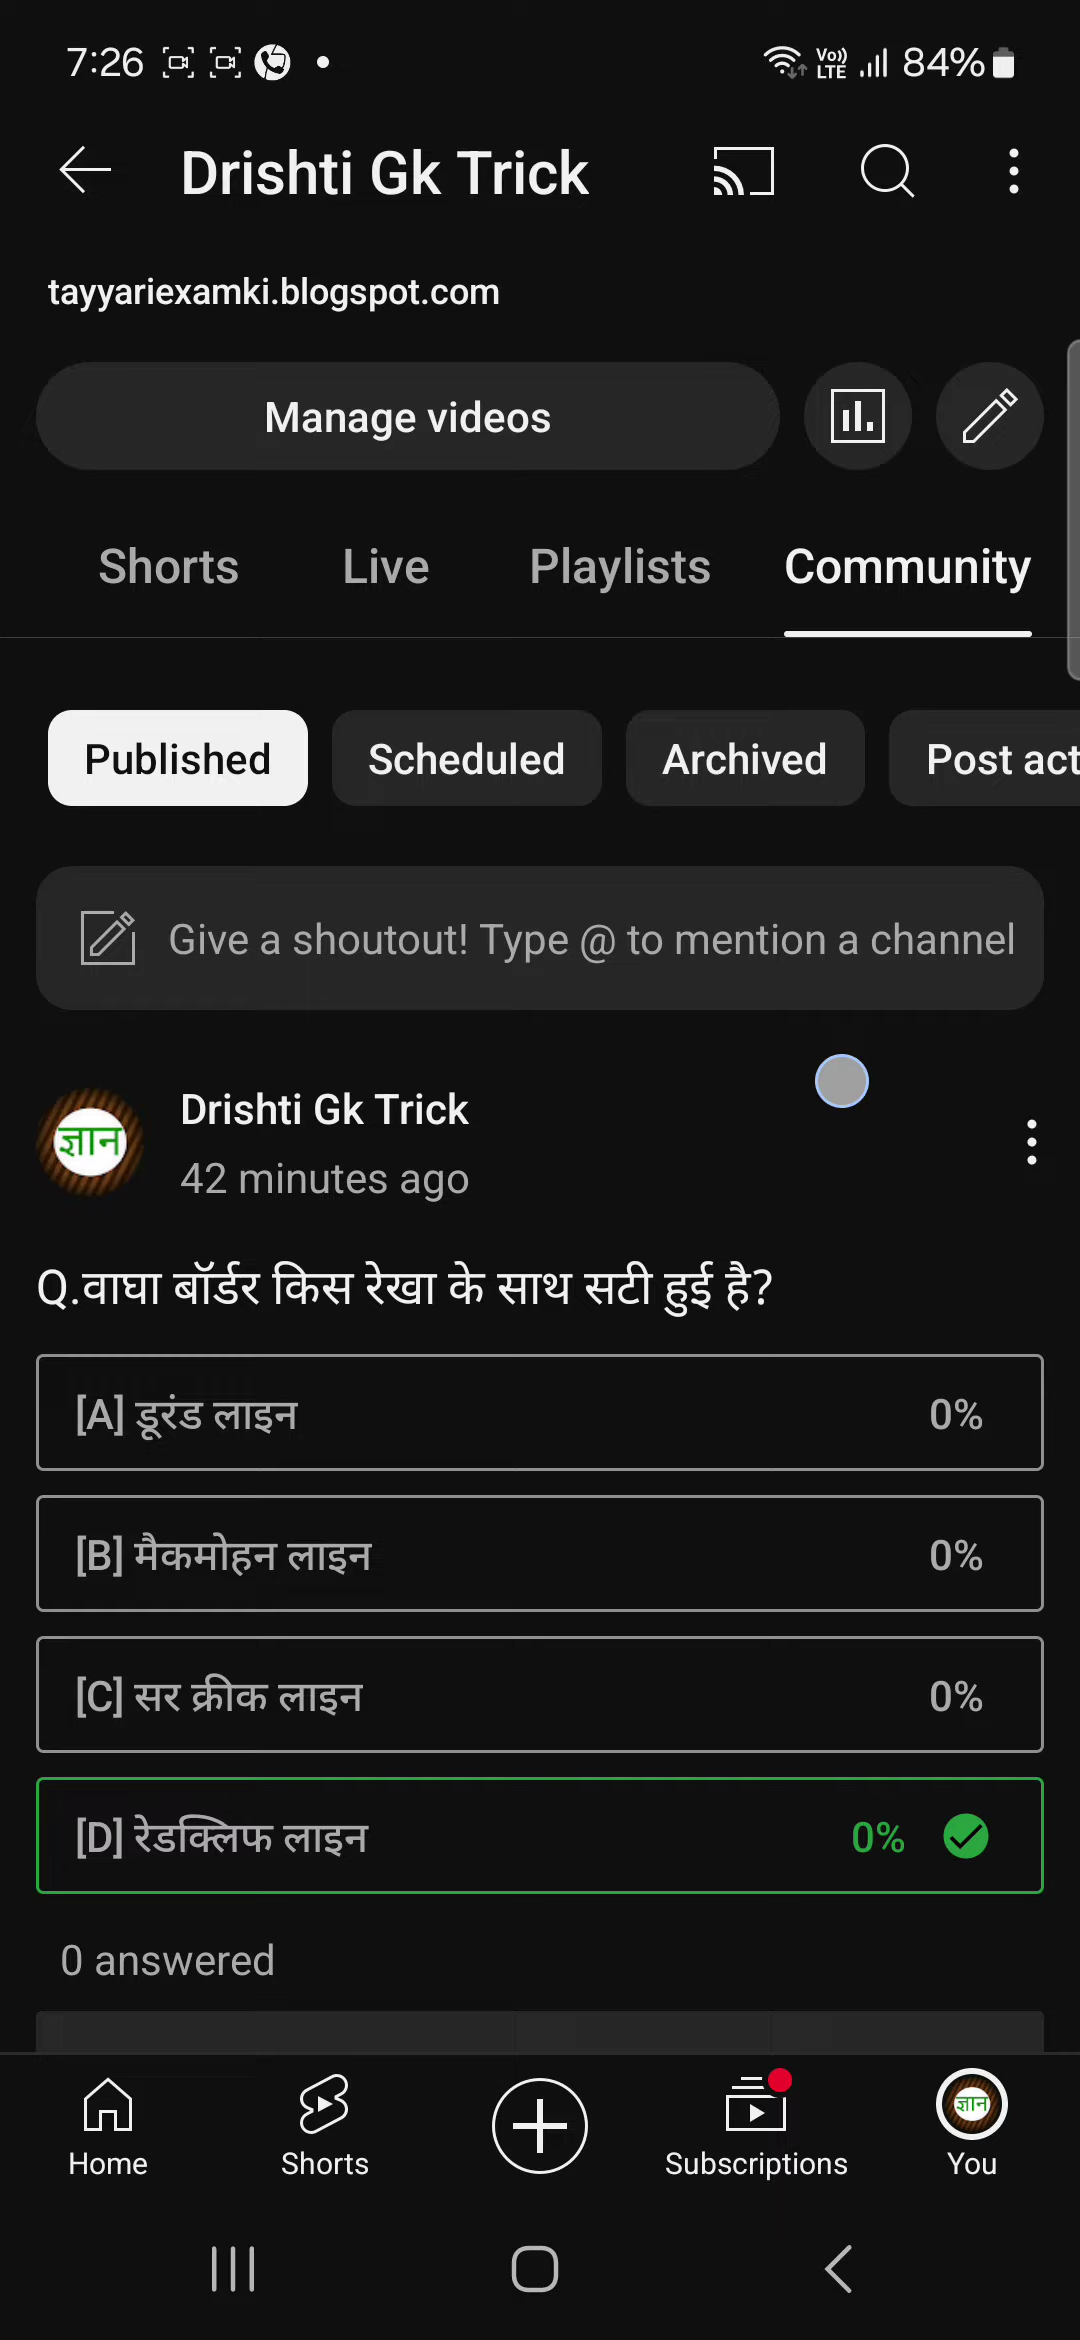 7:26 Vo)) LTE 84%
Drishti Gk Trick
tayyariexamki.blogspot.com
Manage videos
Shorts Live Playlists Community
Published Scheduled Archived Post act
Give a shoutout! Type @ to mention a channel
ज्ञान Drishti Gk Trick
42 minutes ago
Q.वाघा बॉर्डर किस रेखा के साथ सटी हुई है?
[A] डूरंड लाइन 0%
[B] मैकमोहन लाइन 0%
[C] सर क्रीक लाइन 0%
[D] रेडक्लिफ लाइन 0%
0 answered
ज्ञान
Home Shorts Subscriptions You